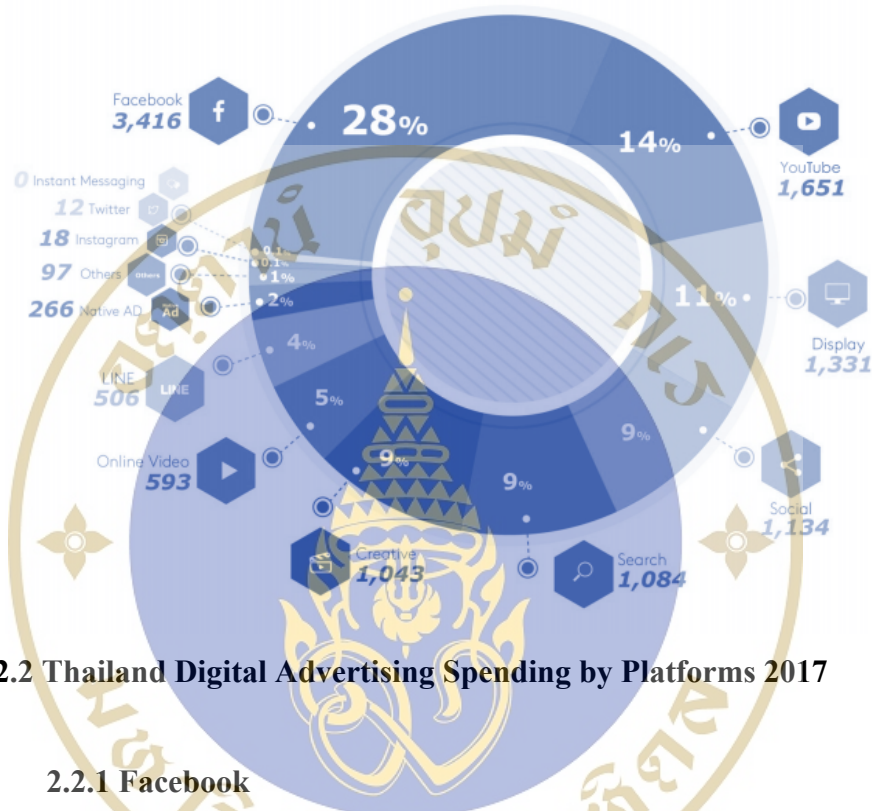 Facebook
3,416
28%
14%
YouTube
1,651
0 Instant Messaging
12 Twitter
18 Instagram
97 Others
Others
266 Native AD
Ad
0.1%
0.1%
1%
2%
11%
Display
1,331
LINE
506
LINE
4%
5%
Online Video
593
9%
9%
9%
Social
1,134
Creative
1,043
Search
1,084
2.2 Thailand Digital Advertising Spending by Platforms 2017
2.2.1 Facebook